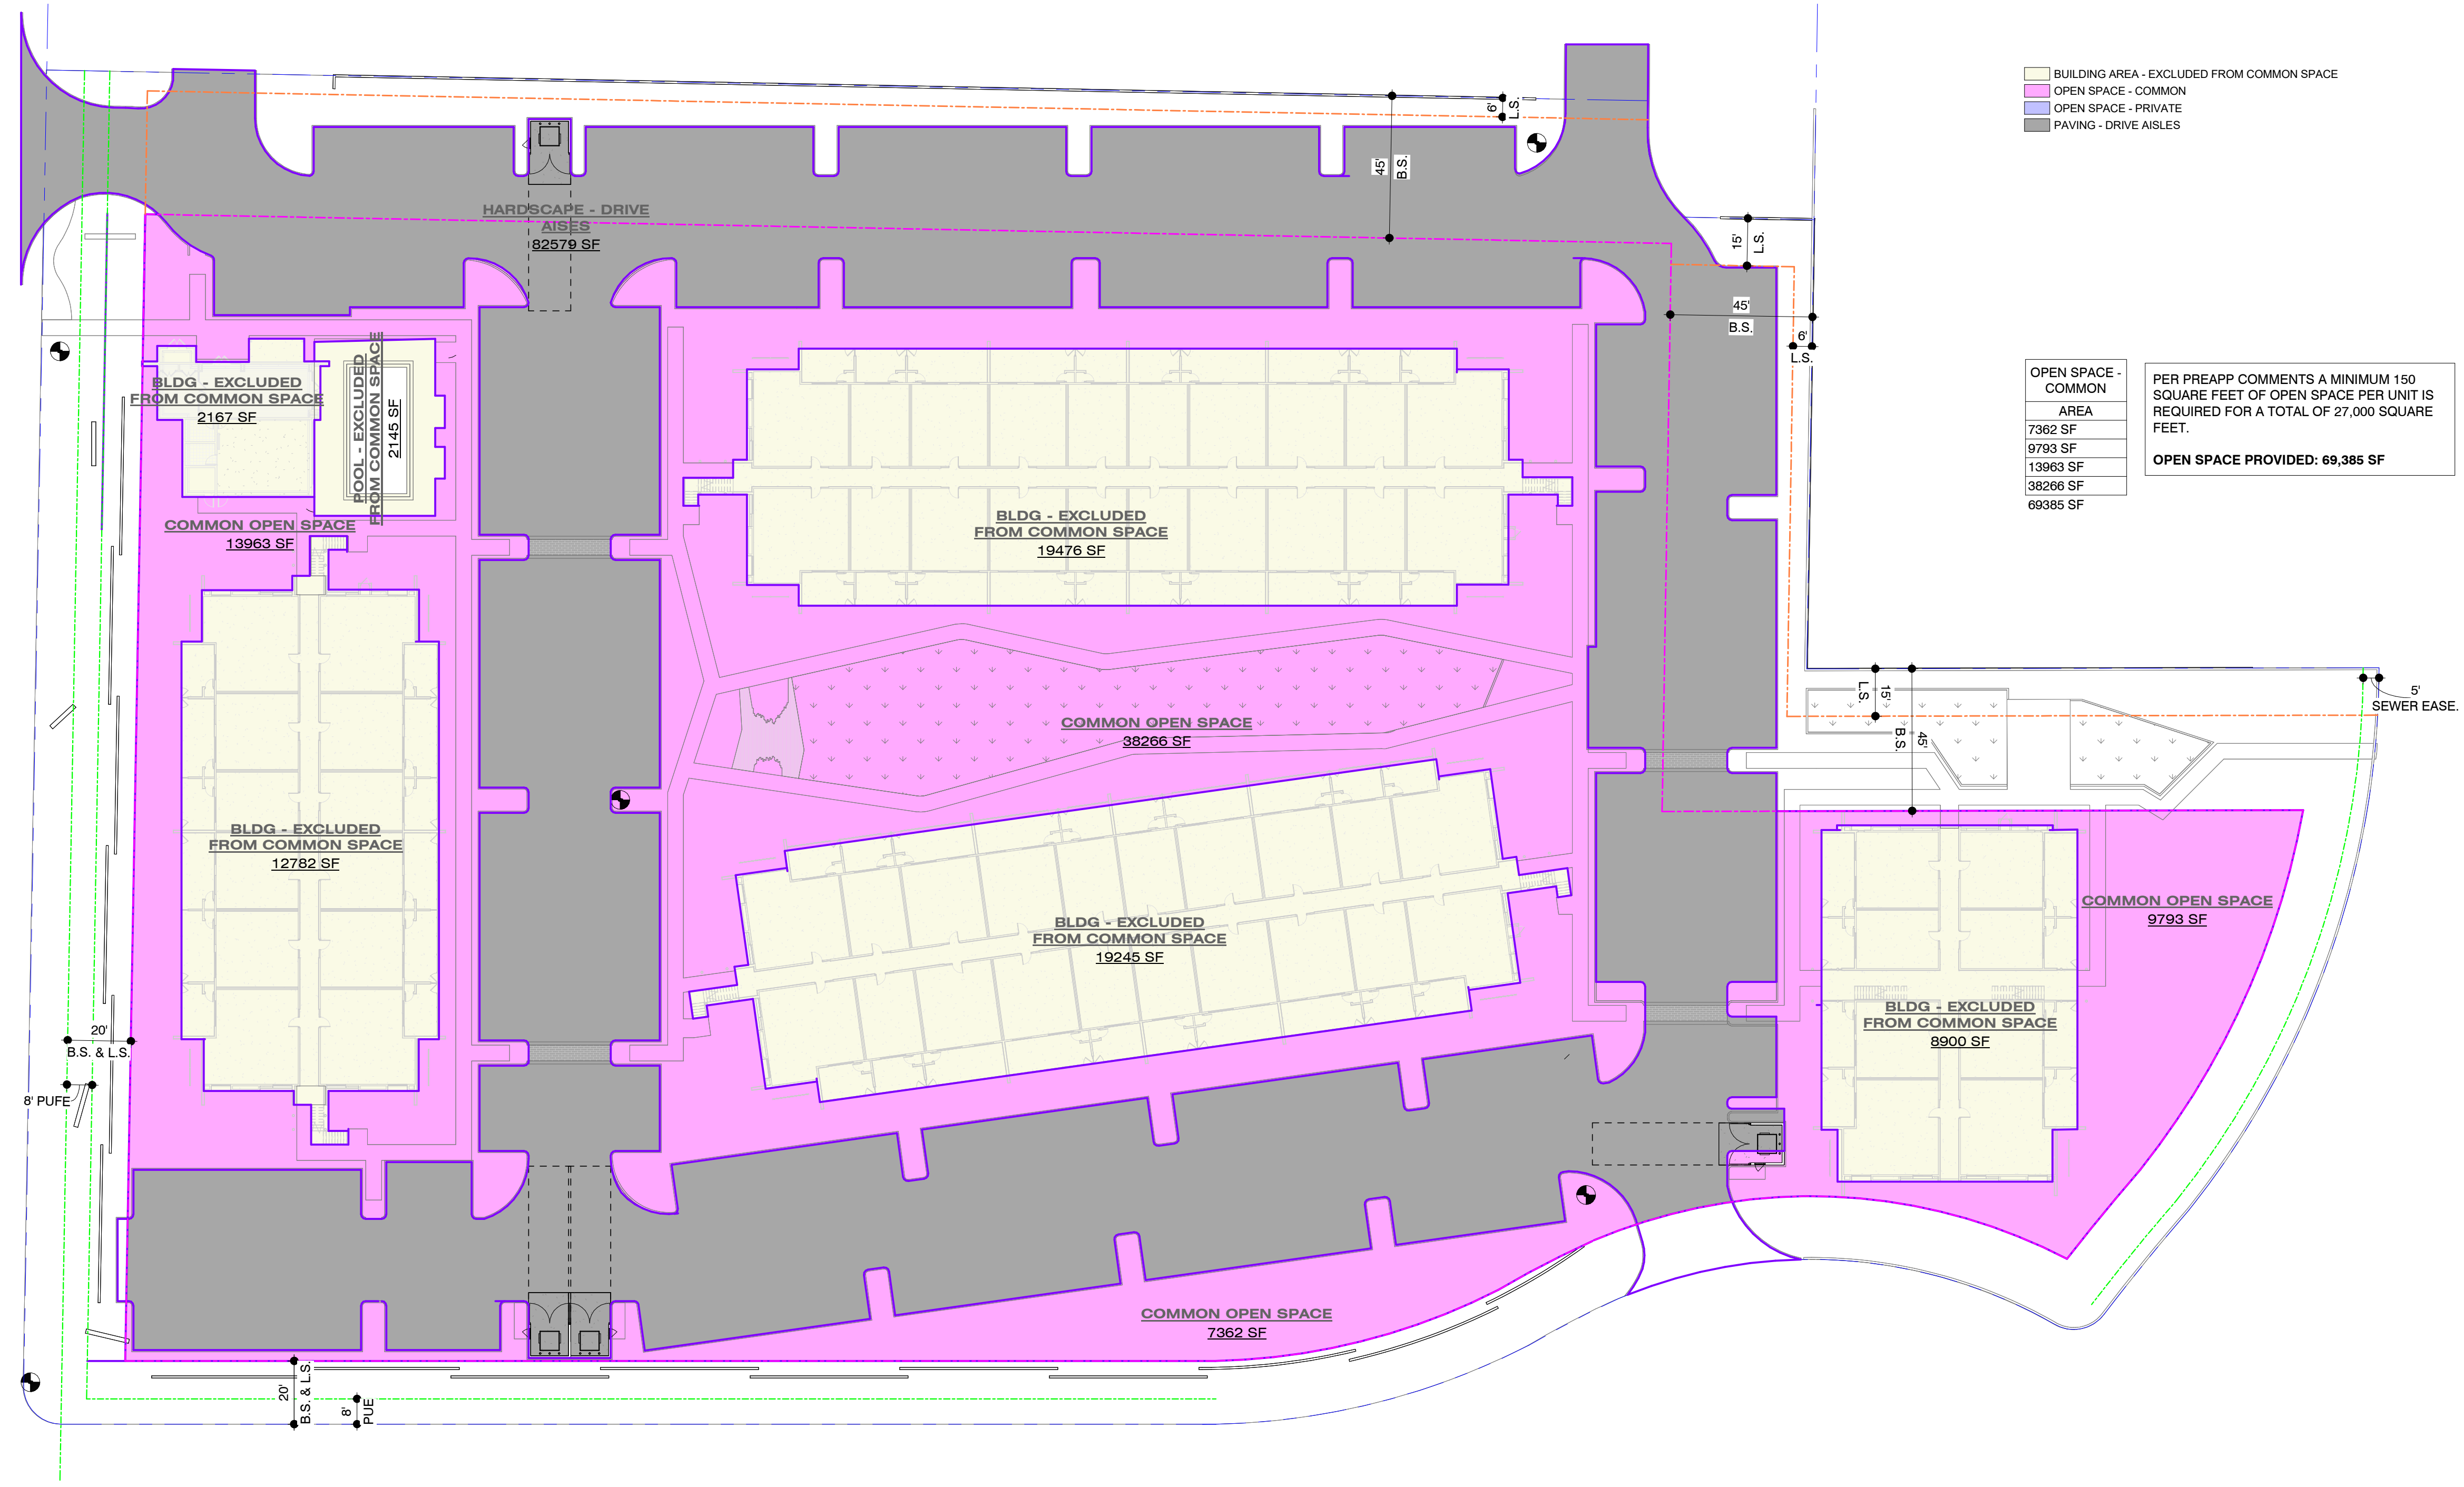 BUILDING AREA - EXCLUDED FROM COMMON SPACE
OPEN SPACE - COMMON
OPEN SPACE - PRIVATE
PAVING - DRIVE AISLES
6'
L.S.
45'
B.S.
HARDSCAPE - DRIVE
AISES
82579 SF
15'
L.S.
45'
B.S.
6'
L.S.
OPEN SPACE -
COMMON
AREA
7362 SF
9793 SF
13963 SF
38266 SF
69385 SF
PER PREAPP COMMENTS A MINIMUM 150
SQUARE FEET OF OPEN SPACE PER UNIT IS
REQUIRED FOR A TOTAL OF 27,000 SQUARE
FEET.
OPEN SPACE PROVIDED: 69,385 SF
BLDG - EXCLUDED
FROM COMMON SPACE
2167 SF
POOL - EXCLUDED
FROM COMMON SPACE
2145 SF
COMMON OPEN SPACE
13963 SF
BLDG - EXCLUDED
FROM COMMON SPACE
19476 SF
15'
L.S.
45'
B.S.
5'
SEWER EASE.
COMMON OPEN SPACE
38266 SF
BLDG - EXCLUDED
FROM COMMON SPACE
12782 SF
BLDG - EXCLUDED
FROM COMMON SPACE
19245 SF
COMMON OPEN SPACE
9793 SF
BLDG - EXCLUDED
FROM COMMON SPACE
8900 SF
20'
B.S. & L.S.
8' PUFE
COMMON OPEN SPACE
7362 SF
20'
B.S. & L.S.
8'
PUE